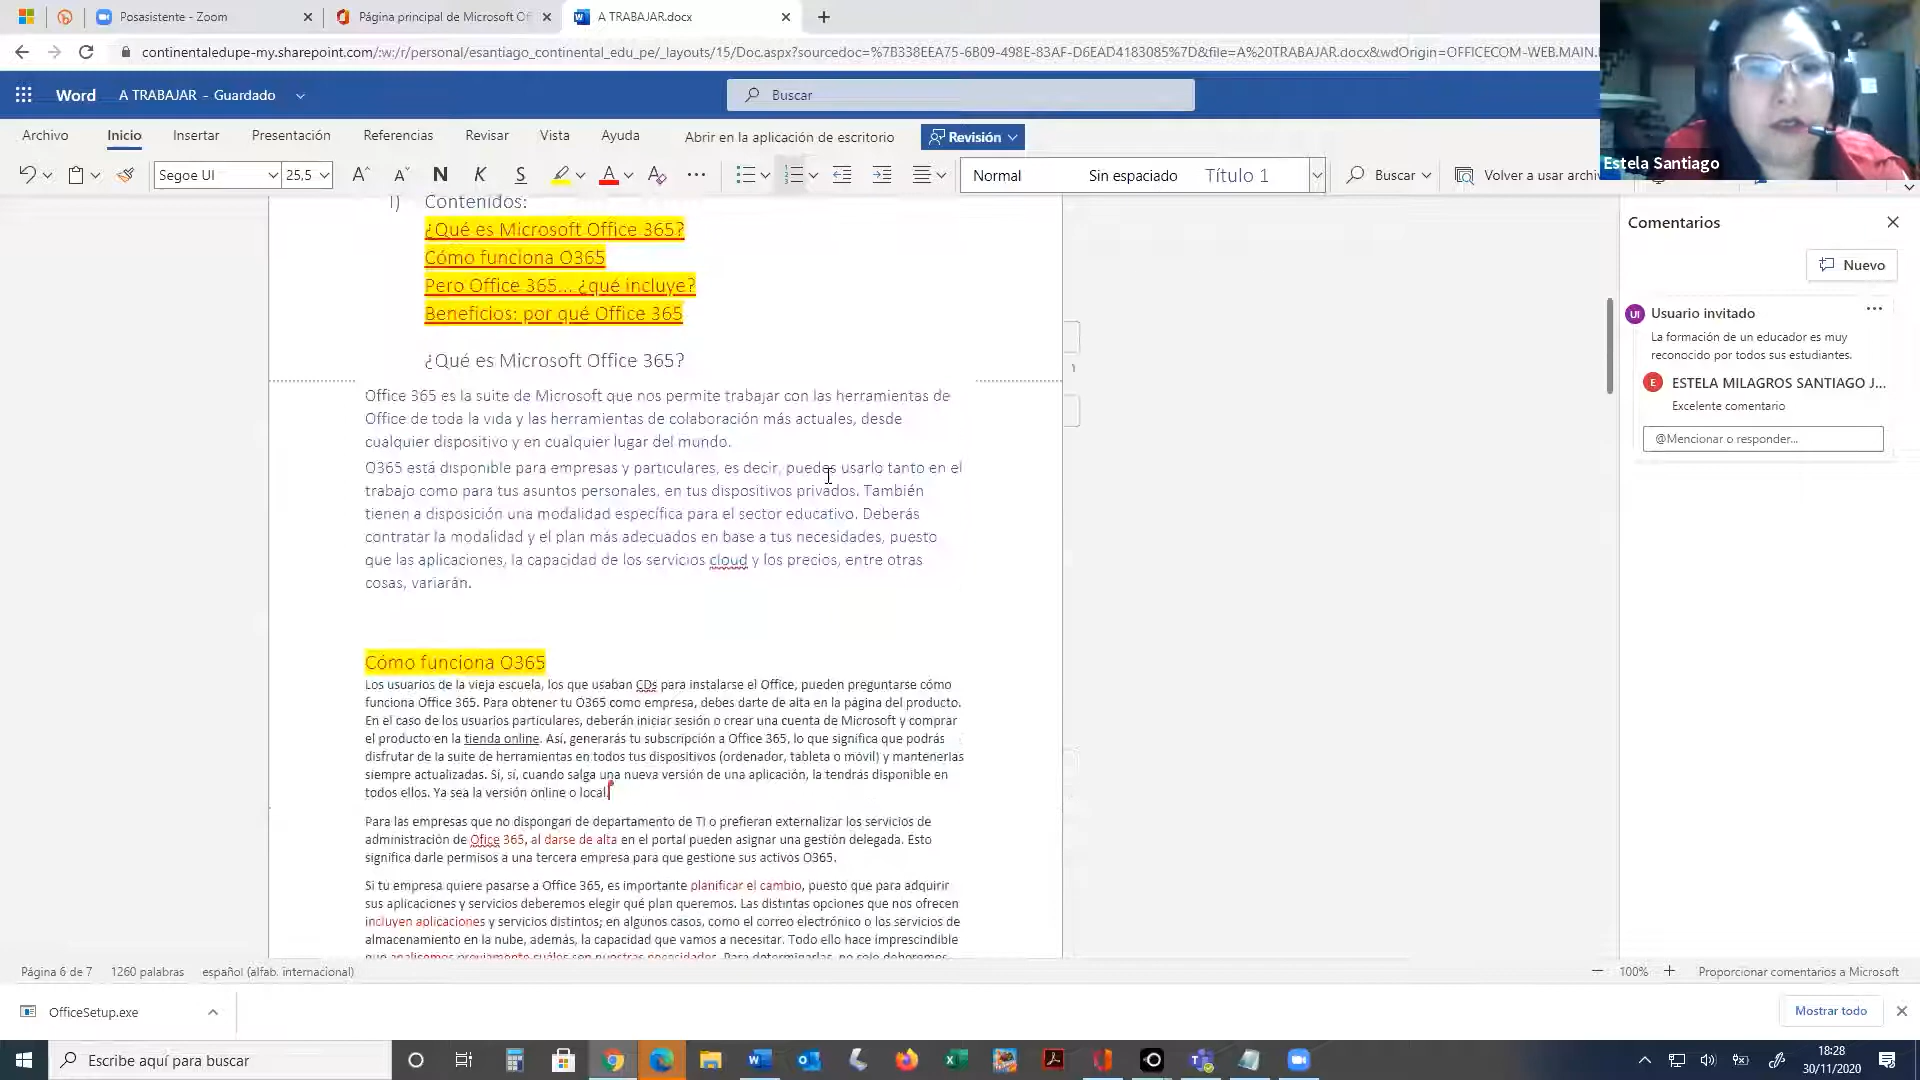 Posasistente - Zoom
Página principal de Microsoft Of
A TRABAJAR.docx
continentaledupe-my.sharepoint.com/:w:/r/personal/esantiago_continental_edu_pe/_layouts/15/Doc.aspx?sourcedoc=%7B338EEA75-6B09-498E-83AF-D6EAD4183085%7D&file=A%20TRABAJAR.docx&wdOrigin=OFFICECOM-WEB.MAIN.
Word
A TRABAJAR - Guardado
Buscar
Archivo
Inicio
Insertar
Presentación
Referencias
Revisar
Vista
Ayuda
Abrir en la aplicación de escritorio
Revisión
Estela Santiago
Segoe UI
25.5
N
K
S
Normal
Sin espaciado
Título 1
Buscar
Volver a usar archi
I) Contenidos:
¿Qué es Microsoft Office 365?
Cómo funciona O365
Pero Office 365... ¿qué incluye?
Beneficios: por qué Office 365
¿Qué es Microsoft Office 365?
Office 365 es la suite de Microsoft que nos permite trabajar con las herramientas de
Office de toda la vida y las herramientas de colaboración más actuales, desde
cualquier dispositivo y en cualquier lugar del mundo.
O365 está disponible para empresas y particulares, es decir, puedes usarlo tanto en el
trabajo como para tus asuntos personales, en tus dispositivos privados. También
tienen a disposición una modalidad específica para el sector educativo. Deberás
contratar la modalidad y el plan más adecuados en base a tus necesidades, puesto
que las aplicaciones, la capacidad de los servicios cloud y los precios, entre otras
cosas, variarán.
Cómo funciona O365
Los usuarios de la vieja escuela, los que usaban CDs para instalarse el Office, pueden preguntarse cómo
funciona Office 365. Para obtener tu O365 como empresa, debes darte de alta en la página del producto.
En el caso de los usuarios particulares, deberán iniciar sesión o crear una cuenta de Microsoft y comprar
el producto en la tienda online. Así, generarás tu subscripción a Office 365, lo que significa que podrás
disfrutar de la suite de herramientas en todos tus dispositivos (ordenador, tableta o móvil) y mantenerlas
siempre actualizadas. Sí, sí, cuando salga una nueva versión de una aplicación, la tendrás disponible en
todos ellos. Ya sea la versión online o local.
Para las empresas que no dispongan de departamento de TI o prefieran externalizar los servicios de
administración de Ofice 365, al darse de alta en el portal pueden asignar una gestión delegada. Esto
significa darle permisos a una tercera empresa para que gestione sus activos O365.
Si tu empresa quiere pasarse a Office 365, es importante planificar el cambio, puesto que para adquirir
sus aplicaciones y servicios deberemos elegir qué plan queremos. Las distintas opciones que nos ofrecen
incluyen aplicaciones y servicios distintos; en algunos casos, como el correo electrónico o los servicios de
almacenamiento en la nube, además, la capacidad que vamos a necesitar. Todo ello hace imprescindible
que analicemos previamente cuáles son nuestras necesidades. Para determinarlas, no solo deberemos
Comentarios
Nuevo
UI
Usuario invitado
La formación de un educador es muy
reconocido por todos sus estudiantes.
E
ESTELA MILAGROS SANTIAGO J...
Excelente comentario
@Mencionar o responder...
Página 6 de 7
1260 palabras
español (alfab. internacional)
100%
Proporcionar comentarios a Microsoft
OfficeSetup.exe
Mostrar todo
Escribe aquí para buscar
18:28
30/11/2020